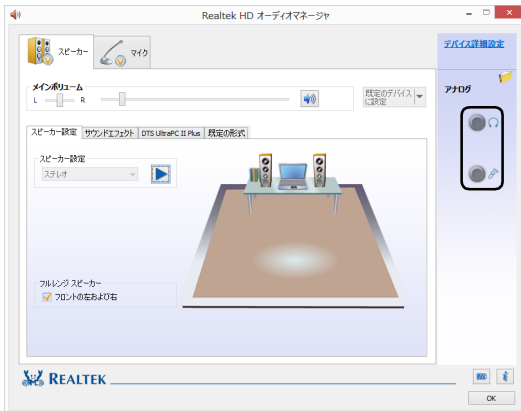 Realtek HD オーディオマネージャ
スピーカー
マイク
デバイス詳細設定
メインボリューム
L
R
既定のデバイス
に設定
アナログ
スピーカー設定
サウンドエフェクト
DTS UltraPC II Plus
既定の形式
スピーカー設定
ステレオ
フルレンジ スピーカー
フロントの左および右
REALTEK
OK